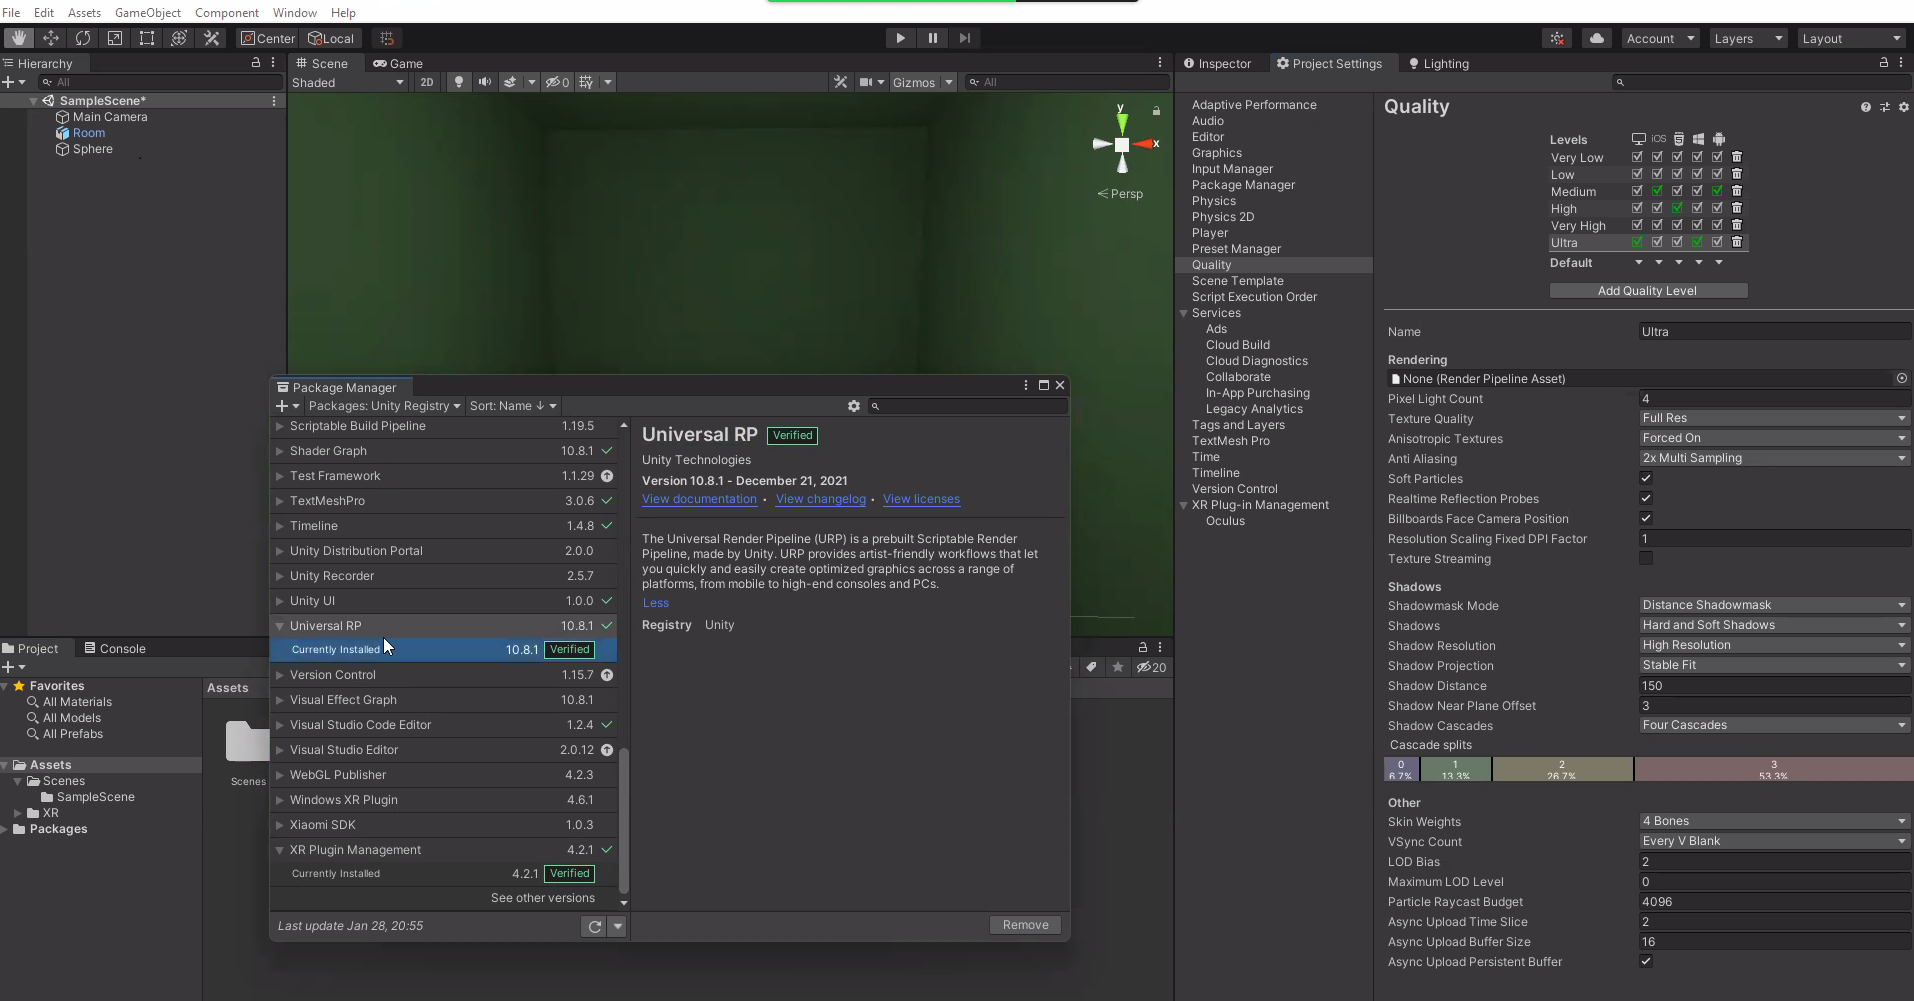 File Edit Assets GameObject Component Window Help
Center Local
Account Layers Layout
Hierarchy
All
SampleScene*
Main Camera
Room
Sphere
Scene Game
Shaded 2D 0 Gizmos All
y
x
Persp
Inspector Project Settings Lighting
Adaptive Performance
Audio
Editor
Graphics
Input Manager
Package Manager
Physics
Physics 2D
Player
Preset Manager
Quality
Scene Template
Script Execution Order
Services
Ads
Cloud Build
Cloud Diagnostics
Collaborate
In-App Purchasing
Legacy Analytics
Tags and Layers
TextMesh Pro
Time
Timeline
Version Control
XR Plug-in Management
Oculus
Quality
Levels iOS
Very Low
Low
Medium
High
Very High
Ultra
Default
Add Quality Level
Name Ultra
Rendering
None (Render Pipeline Asset)
Pixel Light Count 4
Texture Quality Full Res
Anisotropic Textures Forced On
Anti Aliasing 2x Multi Sampling
Soft Particles
Realtime Reflection Probes
Billboards Face Camera Position
Resolution Scaling Fixed DPI Factor 1
Texture Streaming
Shadows
Shadowmask Mode Distance Shadowmask
Shadows Hard and Soft Shadows
Shadow Resolution High Resolution
Shadow Projection Stable Fit
Shadow Distance 150
Shadow Near Plane Offset 3
Shadow Cascades Four Cascades
Cascade splits
0 1 2 3
6.7% 13.3% 26.7% 53.3%
Other
Skin Weights 4 Bones
VSync Count Every V Blank
LOD Bias 2
Maximum LOD Level 0
Particle Raycast Budget 4096
Async Upload Time Slice 2
Async Upload Buffer Size 16
Async Upload Persistent Buffer
Package Manager
Packages: Unity Registry Sort: Name ↓
Scriptable Build Pipeline 1.19.5
Shader Graph 10.8.1
Test Framework 1.1.29
TextMeshPro 3.0.6
Timeline 1.4.8
Unity Distribution Portal 2.0.0
Unity Recorder 2.5.7
Unity UI 1.0.0
Universal RP 10.8.1
Currently Installed 10.8.1 Verified
Version Control 1.15.7
Visual Effect Graph 10.8.1
Visual Studio Code Editor 1.2.4
Visual Studio Editor 2.0.12
WebGL Publisher 4.2.3
Windows XR Plugin 4.6.1
Xiaomi SDK 1.0.3
XR Plugin Management 4.2.1
Currently Installed 4.2.1 Verified
See other versions
Last update Jan 28, 20:55
Universal RP Verified
Unity Technologies
Version 10.8.1 - December 21, 2021
View documentation • View changelog • View licenses
The Universal Render Pipeline (URP) is a prebuilt Scriptable Render
Pipeline, made by Unity. URP provides artist-friendly workflows that let
you quickly and easily create optimized graphics across a range of
platforms, from mobile to high-end consoles and PCs.
Less
Registry Unity
Remove
Project Console
20
Favorites
All Materials
All Models
All Prefabs
Assets
Scenes
SampleScene
XR
Packages
Assets
Scenes